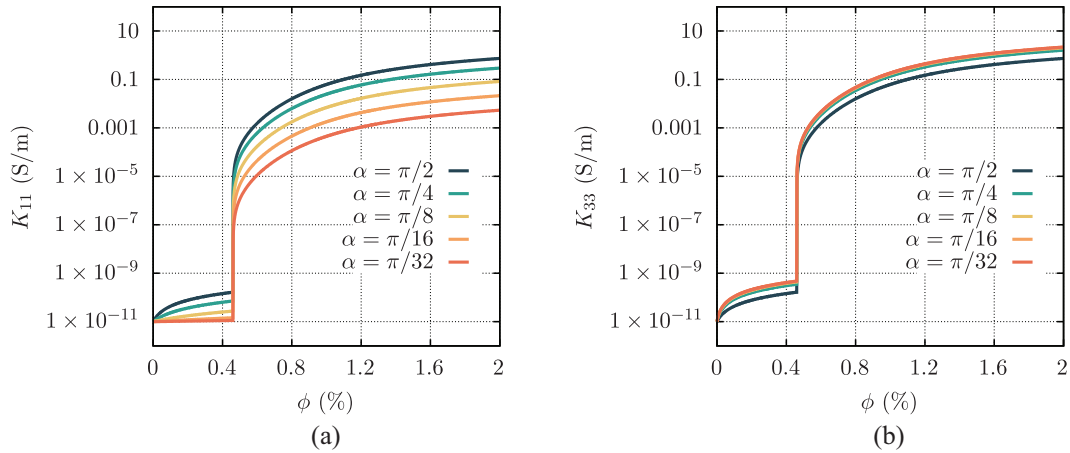 10
0.1
0.001
1 × 10⁻⁵
1 × 10⁻⁷
1 × 10⁻⁹
1 × 10⁻¹¹
K₁₁ (S/m)
α = π/2
α = π/4
α = π/8
α = π/16
α = π/32
0 0.4 0.8 1.2 1.6 2
ϕ (%)
(a)
10
0.1
0.001
1 × 10⁻⁵
1 × 10⁻⁷
1 × 10⁻⁹
1 × 10⁻¹¹
K₃₃ (S/m)
α = π/2
α = π/4
α = π/8
α = π/16
α = π/32
0 0.4 0.8 1.2 1.6 2
ϕ (%)
(b)